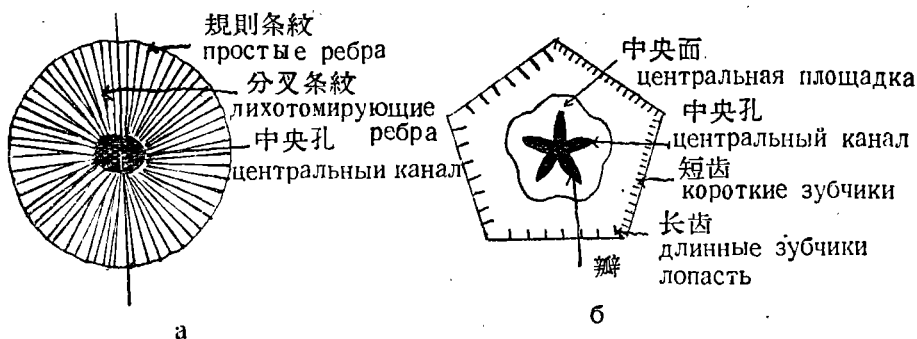 規則条紋
простые ребра
分叉条紋
лихотомирующие
ребра
中央孔
центральный канал
а
中央面
центральная площадка
中央孔
центральный канал
短齿
короткие зубчики
长齿
длинные зубчики
瓣
лопасть
б